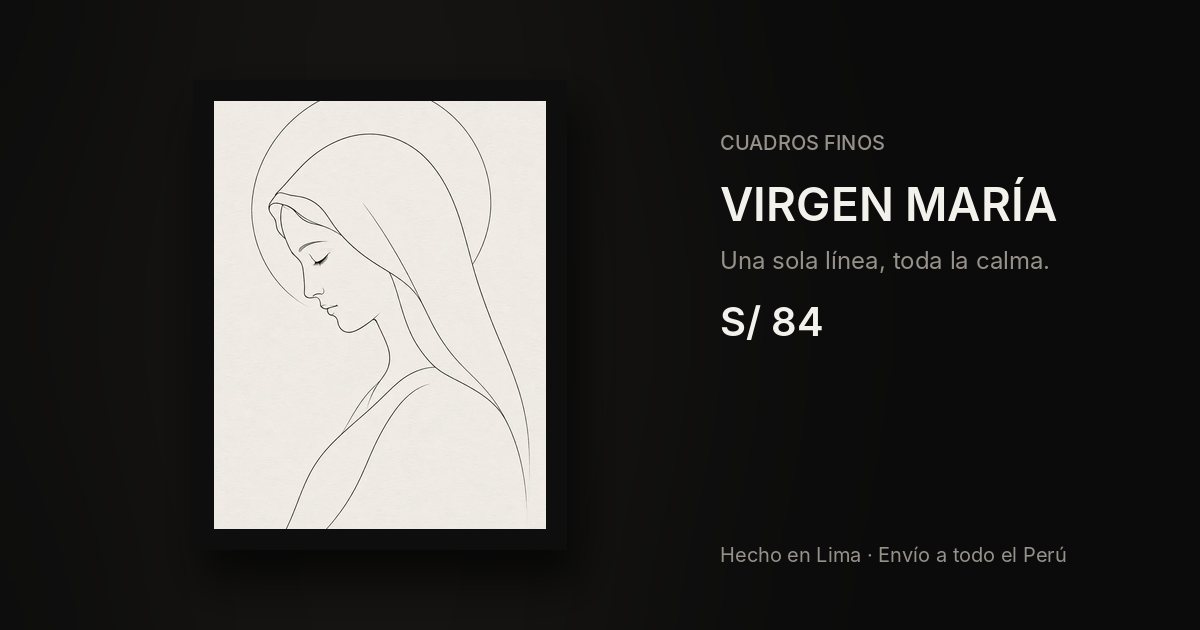 CUADROS FINOS
VIRGEN MARÍA
Una sola línea, toda la calma.
S/ 84
Hecho en Lima · Envío a todo el Perú